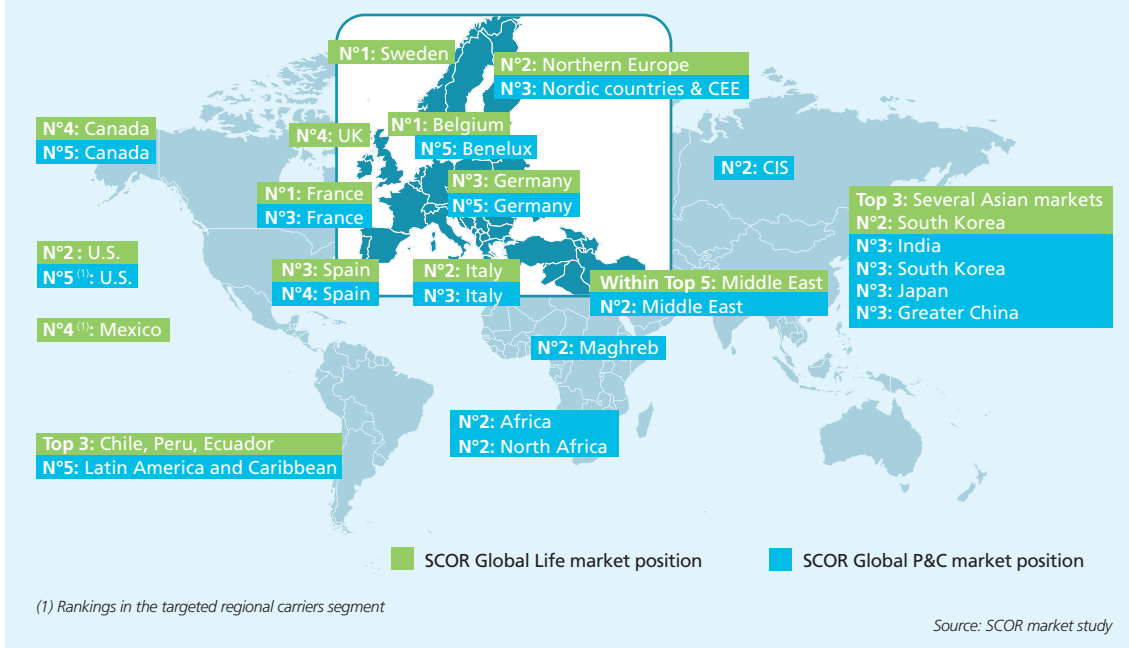 N°1: Sweden
N°2: Northern Europe
N°3: Nordic countries & CEE
N°4: Canada
N°5: Canada
N°4: UK
N°1: Belgium
N°5: Benelux
N°2: CIS
N°1: France
N°3: France
N°3: Germany
N°5: Germany
Top 3: Several Asian markets
N°2: South Korea
N°3: India
N°3: South Korea
N°3: Japan
N°3: Greater China
N°2 : U.S.
N°5 (1): U.S.
N°3: Spain
N°4: Spain
N°2: Italy
N°3: Italy
Within Top 5: Middle East
N°2: Middle East
N°4 (1): Mexico
N°2: Maghreb
N°2: Africa
N°2: North Africa
Top 3: Chile, Peru, Ecuador
N°5: Latin America and Caribbean
SCOR Global Life market position
SCOR Global P&C market position
(1) Rankings in the targeted regional carriers segment
Source: SCOR market study